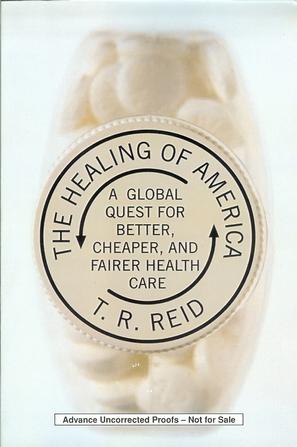 THE HEALING OF AMERICA
A GLOBAL
QUEST FOR
BETTER,
CHEAPER, AND
FAIRER HEALTH
CARE
T. R. REID
Advance Uncorrected Proofs – Not for Sale